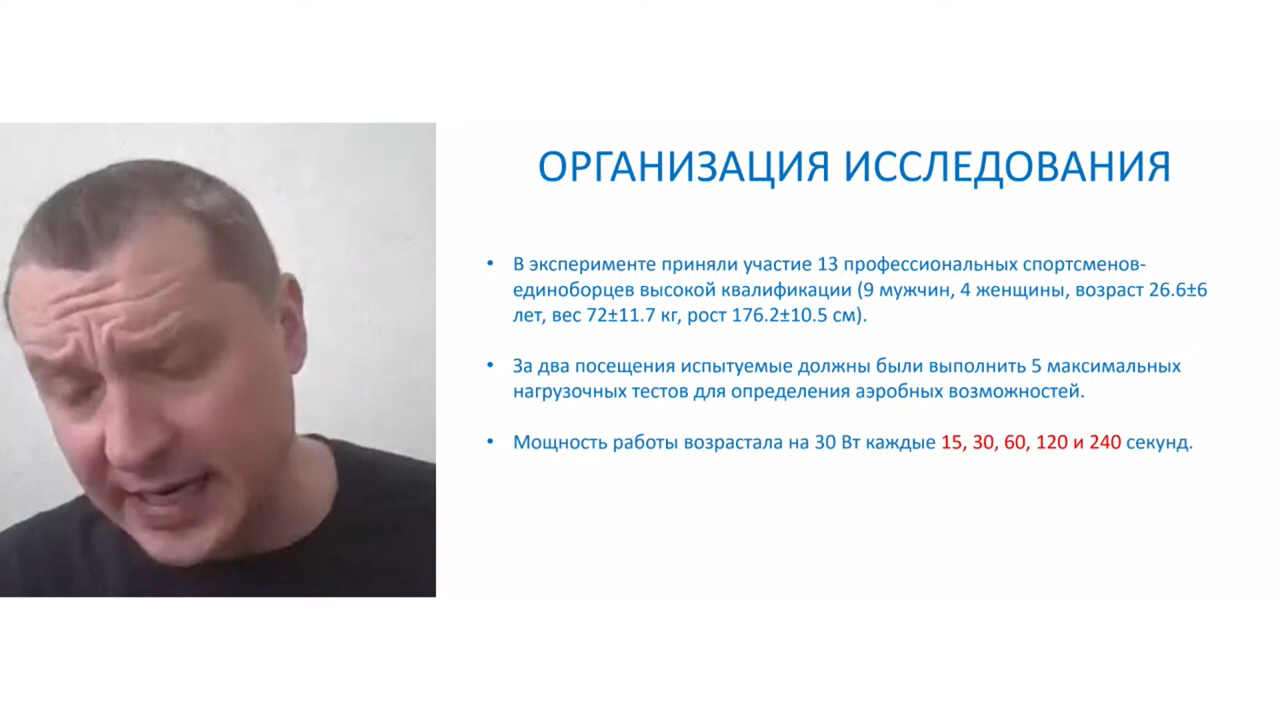 ОРГАНИЗАЦИЯ ИССЛЕДОВАНИЯ
• В эксперименте приняли участие 13 профессиональных спортсменов-
единоборцев высокой квалификации (9 мужчин, 4 женщины, возраст 26.6±6
лет, вес 72±11.7 кг, рост 176.2±10.5 см).
• За два посещения испытуемые должны были выполнить 5 максимальных
нагрузочных тестов для определения аэробных возможностей.
• Мощность работы возрастала на 30 Вт каждые 15, 30, 60, 120 и 240 секунд.